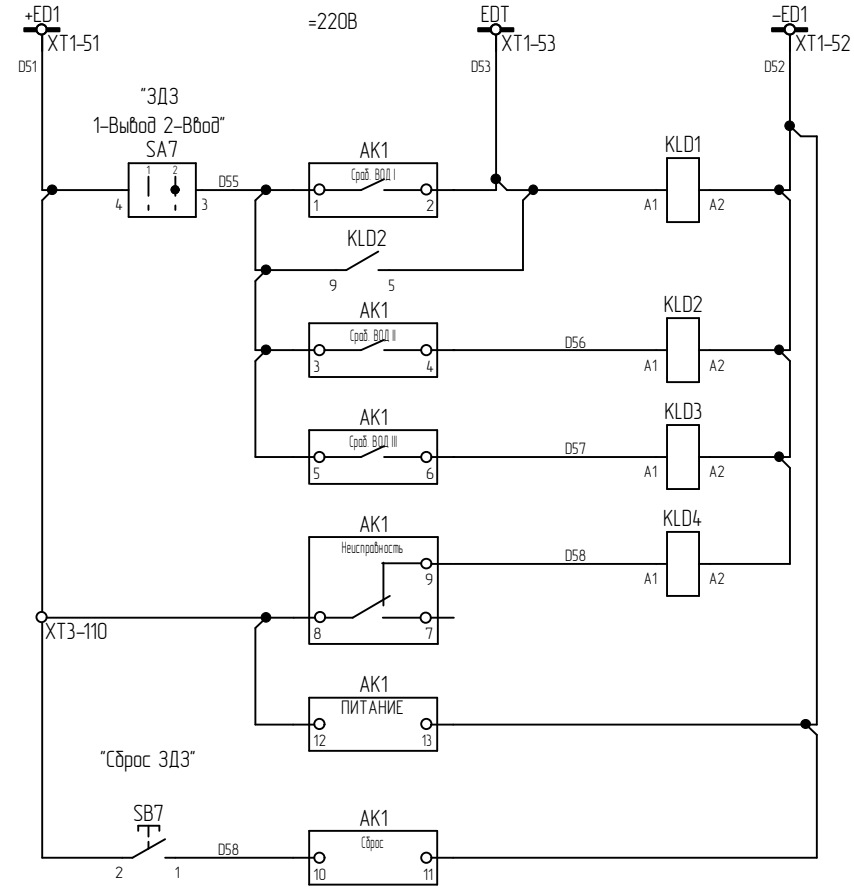 +ED1
=220В
EDT
-ED1
XT1-51
XT1-53
XT1-52
D51
D53
D52
"ЗДЗ
1-Вывод 2-Ввод"
SA7
1 2
4
3
D55
AK1
Сраб. ВОД I
1
2
KLD1
A1
A2
KLD2
9
5
AK1
Сраб. ВОД II
3
4
D56
KLD2
A1
A2
AK1
Сраб. ВОД III
5
6
D57
KLD3
A1
A2
AK1
Неисправность
9
8
7
D58
KLD4
A1
A2
XT3-110
AK1
ПИТАНИЕ
12
13
"Сброс ЗДЗ"
SB7
2
1
D58
AK1
Сброс
10
11